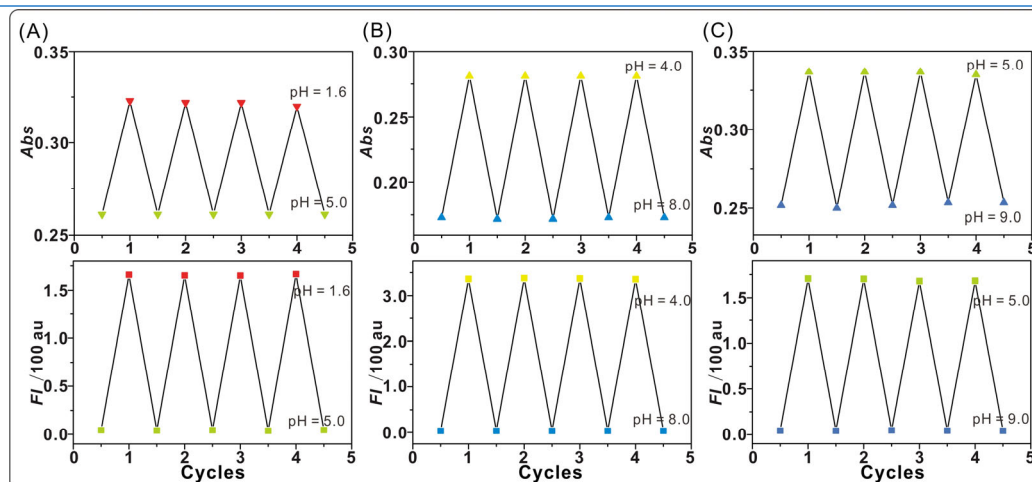 (A)
0.35
0.30
0.25
Abs
pH = 1.6
pH = 5.0
0 1 2 3 4 5
(B)
0.30
0.25
0.20
Abs
pH = 4.0
pH = 8.0
0 1 2 3 4 5
(C)
0.35
0.30
0.25
Abs
pH = 5.0
pH = 9.0
0 1 2 3 4 5
1.5
1.0
0.5
0.0
FI/100 au
pH = 1.6
pH = 5.0
0 1 2 3 4 5
Cycles
3.0
2.0
1.0
0.0
FI/100 au
pH = 4.0
pH = 8.0
0 1 2 3 4 5
Cycles
1.5
1.0
0.5
0.0
FI/100 au
pH = 5.0
pH = 9.0
0 1 2 3 4 5
Cycles